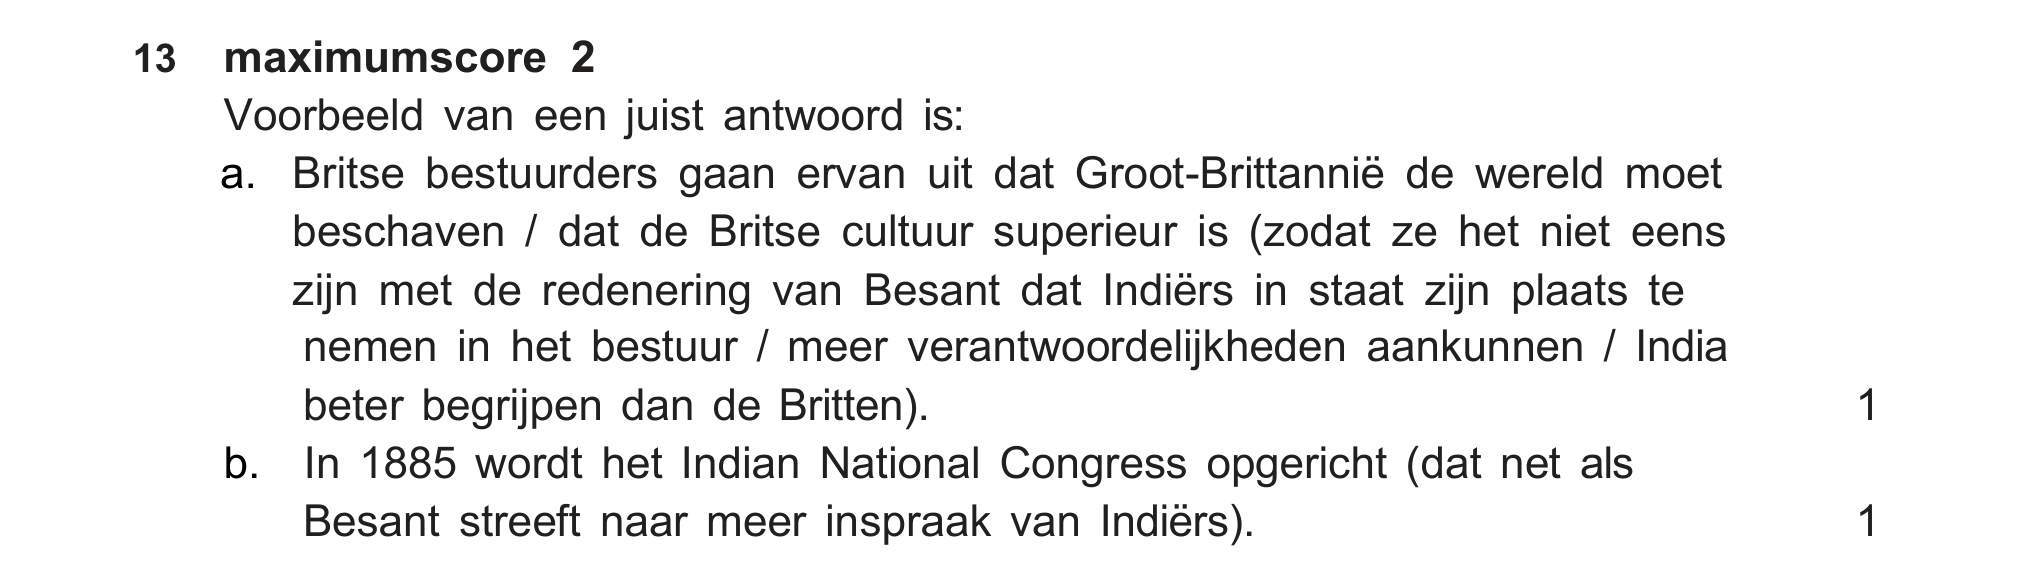 13 maximumscore 2
Voorbeeld van een juist antwoord is:
a. Britse bestuurders gaan ervan uit dat Groot-Brittannië de wereld moet
beschaven / dat de Britse cultuur superieur is (zodat ze het niet eens
zijn met de redenering van Besant dat Indiërs in staat zijn plaats te
nemen in het bestuur / meer verantwoordelijkheden aankunnen / India
beter begrijpen dan de Britten). 1
b. In 1885 wordt het Indian National Congress opgericht (dat net als
Besant streeft naar meer inspraak van Indiërs). 1